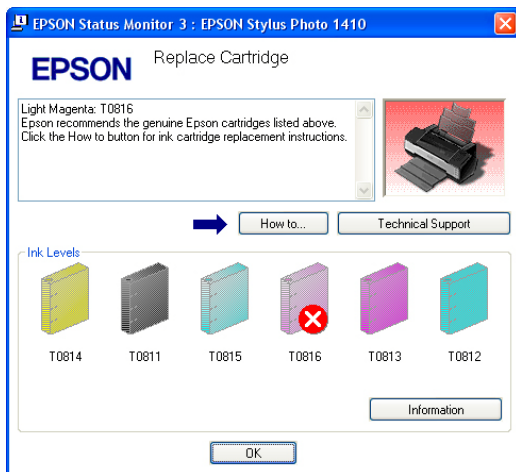 EPSON Status Monitor 3 : EPSON Stylus Photo 1410
EPSON
Replace Cartridge
Light Magenta: T0816
Epson recommends the genuine Epson cartridges listed above.
Click the How to button for ink cartridge replacement instructions.
How to...
Technical Support
Ink Levels
T0814 T0811 T0815 T0816 T0813 T0812
Information
OK